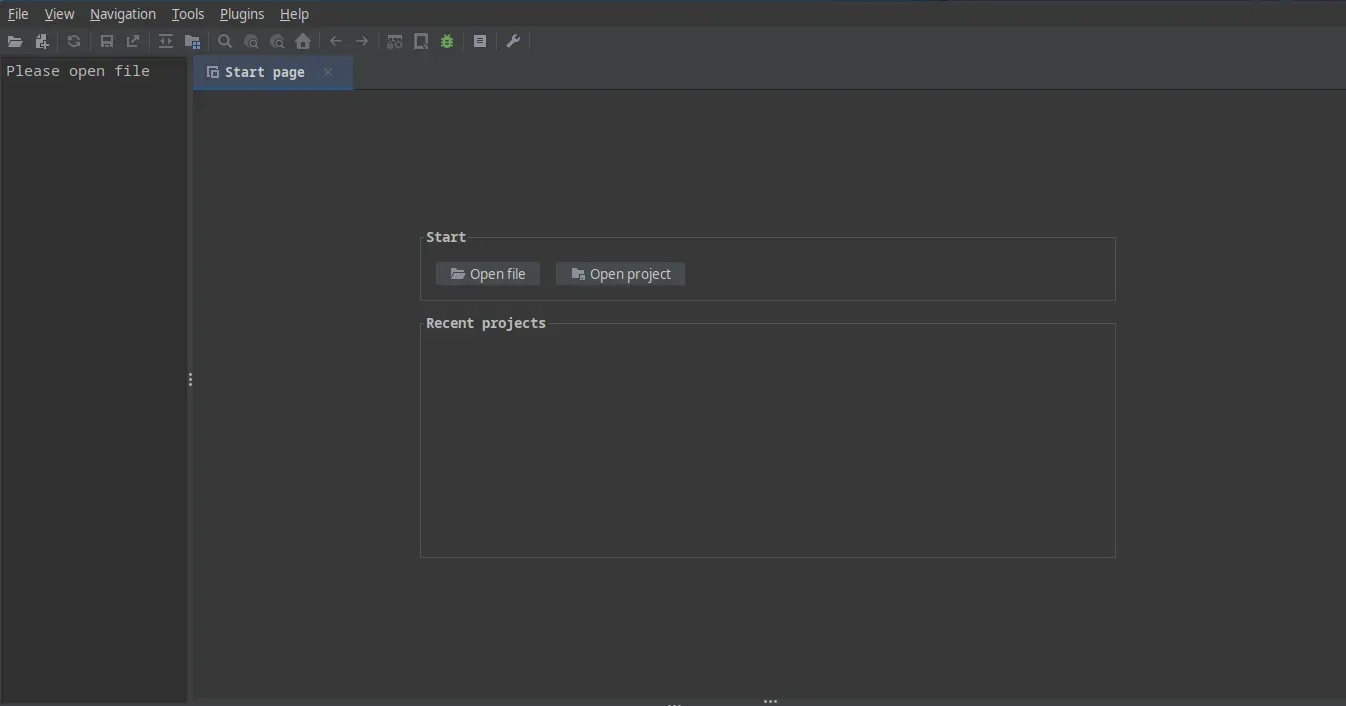 File View Navigation Tools Plugins Help
Please open file
Start page
Start
Open file Open project
Recent projects